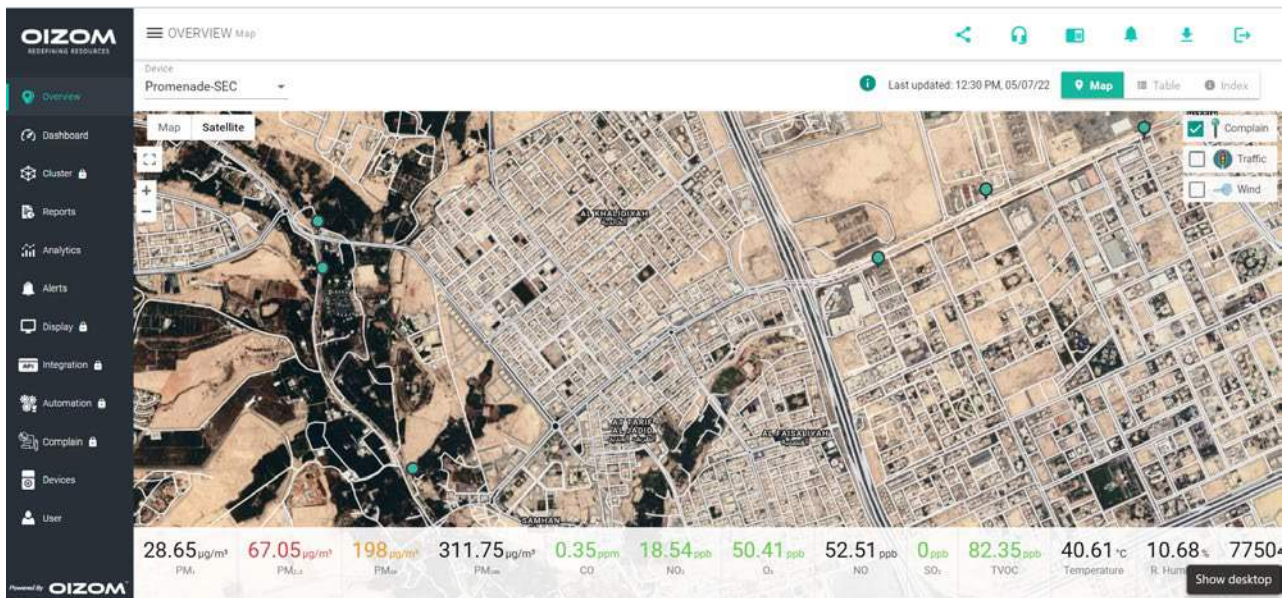 OIZOM
REDEFINING RESOURCES
OVERVIEW Map
Device
Promenade-SEC
Last updated: 12:30 PM, 05/07/22
Map
Table
Index
Overview
Dashboard
Cluster
Reports
Analytics
Alerts
Display
API
Integration
Automation
Complain
Devices
User
Powered By OIZOM
Map
Satellite
+
−
Complain
Traffic
Wind
AL KHALIDIYAH
الخالدية
AL FAISALIYAH
الفيصلية
SAMHAN
28.65 µg/m³
PM₁
67.05 µg/m³
PM₂.₅
198 µg/m³
PM₁₀
311.75 µg/m³
PM₁₀₀
0.35 ppm
CO
18.54 ppb
NO₂
50.41 ppb
O₃
52.51 ppb
NO
0 ppb
SO₂
82.35 ppb
TVOC
40.61 °C
Temperature
10.68 %
R. Hum
7750
Show desktop